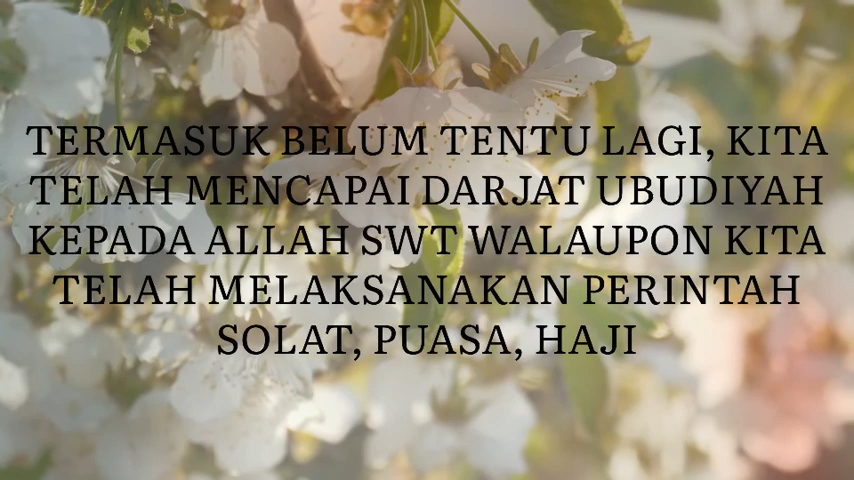 TERMASUK BELUM TENTU LAGI, KITA
TELAH MENCAPAI DARJAT UBUDIYAH
KEPADA ALLAH SWT WALAUPON KITA
TELAH MELAKSANAKAN PERINTAH
SOLAT, PUASA, HAJI